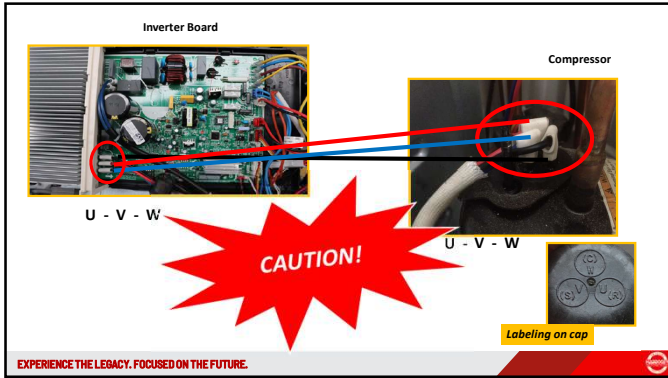 Inverter Board
Compressor
U - V - W
CAUTION!
U - V - W
(C)
W
(S) V
U (R)
Labeling on cap
EXPERIENCE THE LEGACY. FOCUSED ON THE FUTURE.